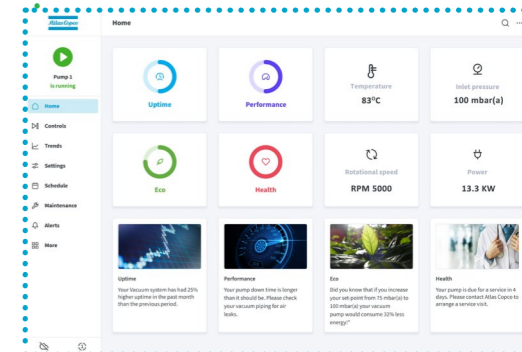 Atlas Copco
Home
Pump 1
is running
Home
Controls
Trends
Settings
Schedule
Maintenance
Alerts
More
Uptime
Performance
Temperature
83°C
Inlet pressure
100 mbar(a)
Eco
Health
Rotational speed
RPM 5000
Power
13.3 KW
Uptime
Your Vacuum system has had 25%
higher uptime in the past month
than the previous period.
Performance
Your pump down time is longer
than it should be. Please check
your vacuum piping for air
leaks.
Eco
Did you know that if you increase
your set-point from 75 mbar(a) to
100 mbar(a) your vacuum
pump would consume 32% less
energy!"
Health
Your pump is due for a service in 4
days. Please contact Atlas Copco to
arrange a service visit.